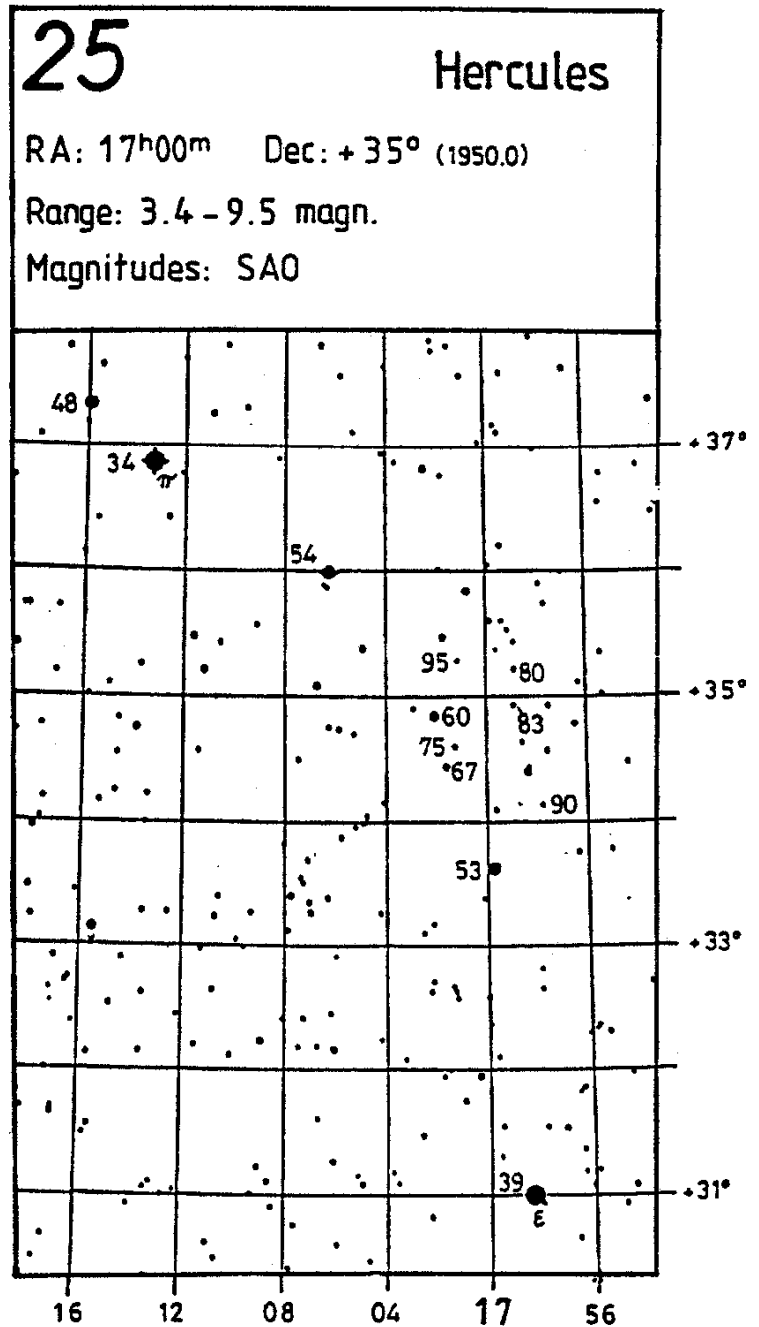 25 Hercules
RA: 17ʰ00ᵐ Dec: +35° (1950.0)
Range: 3.4 – 9.5 magn.
Magnitudes: SAO
48
+37°
34
π
54
95
80
+35°
60
83
75
67
90
53
+33°
39
+31°
ε
16 12 08 04 17 56